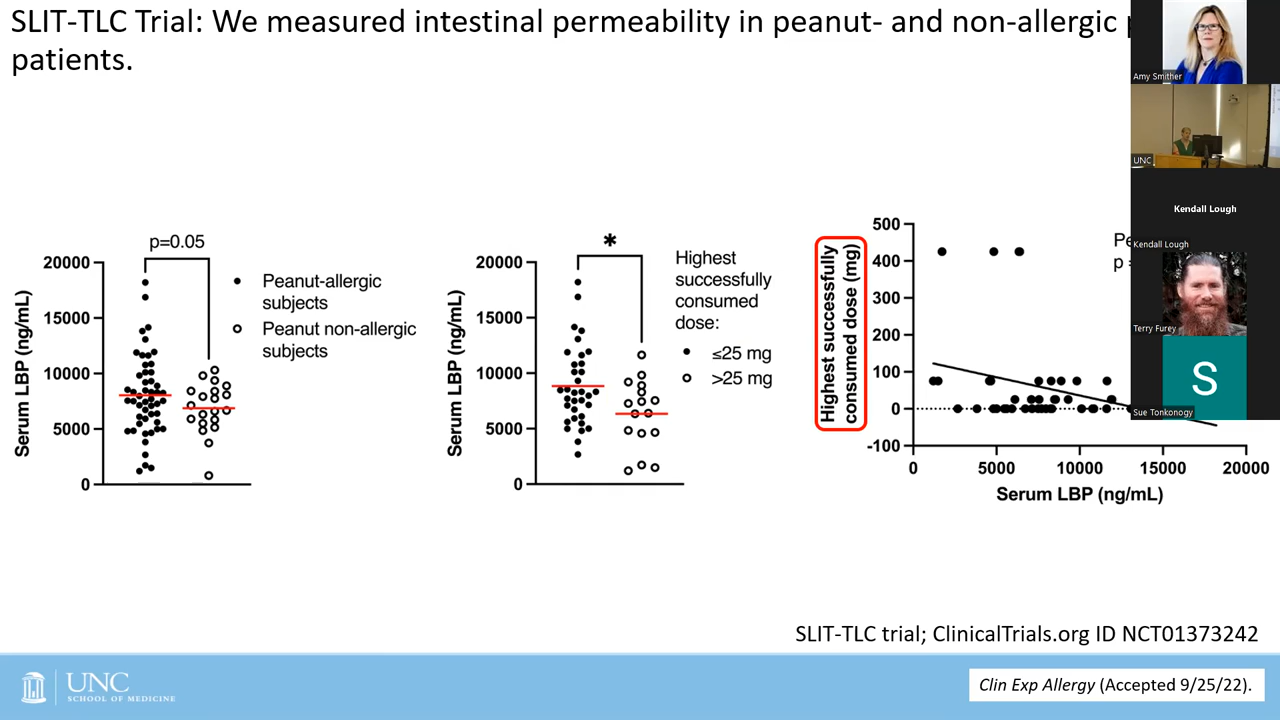 SLIT-TLC Trial: We measured intestinal permeability in peanut- and non-allergic
patients.
Amy Smither
UNC
Kendall Lough
Kendall Lough
Terry Furey
S
Sue Tonkonogy
p=0.05
20000
15000
10000
5000
0
Serum LBP (ng/mL)
Peanut-allergic
subjects
Peanut non-allergic
subjects
*
20000
15000
10000
5000
0
Serum LBP (ng/mL)
Highest
successfully
consumed
dose:
≤25 mg
>25 mg
Highest successfully
consumed dose (mg)
500
400
300
200
100
0
-100
0 5000 10000 15000 20000
Serum LBP (ng/mL)
SLIT-TLC trial; ClinicalTrials.org ID NCT01373242
UNC
SCHOOL OF MEDICINE
Clin Exp Allergy (Accepted 9/25/22).